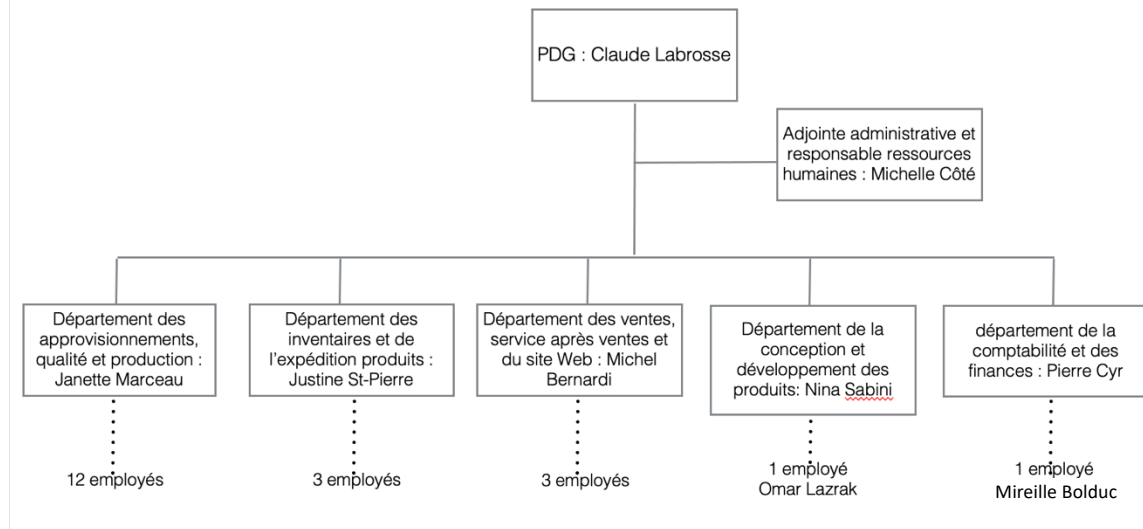 PDG : Claude Labrosse
Adjointe administrative et
responsable ressources
humaines : Michelle Côté
Département des
approvisionnements,
qualité et production :
Janette Marceau
Département des
inventaires et de
l'expédition produits :
Justine St-Pierre
Département des ventes,
service après ventes et
du site Web : Michel
Bernardi
Département de la
conception et
développement des
produits: Nina Sabini
département de la
comptabilité et des
finances : Pierre Cyr
12 employés
3 employés
3 employés
1 employé
Omar Lazrak
1 employé
Mireille Bolduc